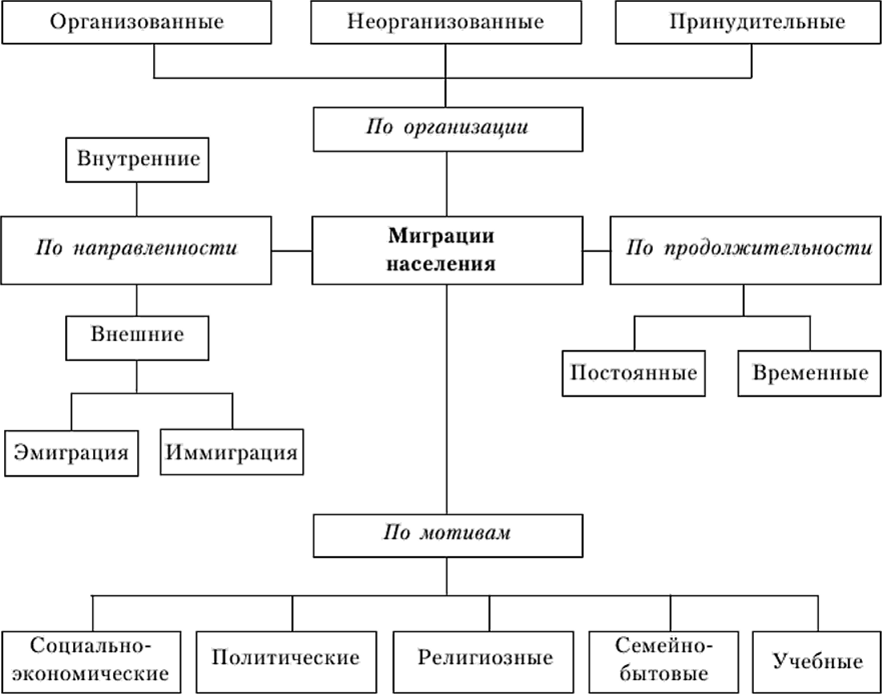 Организованные
Неорганизованные
Принудительные
По организации
Внутренние
По направленности
Миграции
населения
По продолжительности
Внешние
Постоянные
Временные
Эмиграция
Иммиграция
По мотивам
Социально-
экономические
Политические
Религиозные
Семейно-
бытовые
Учебные